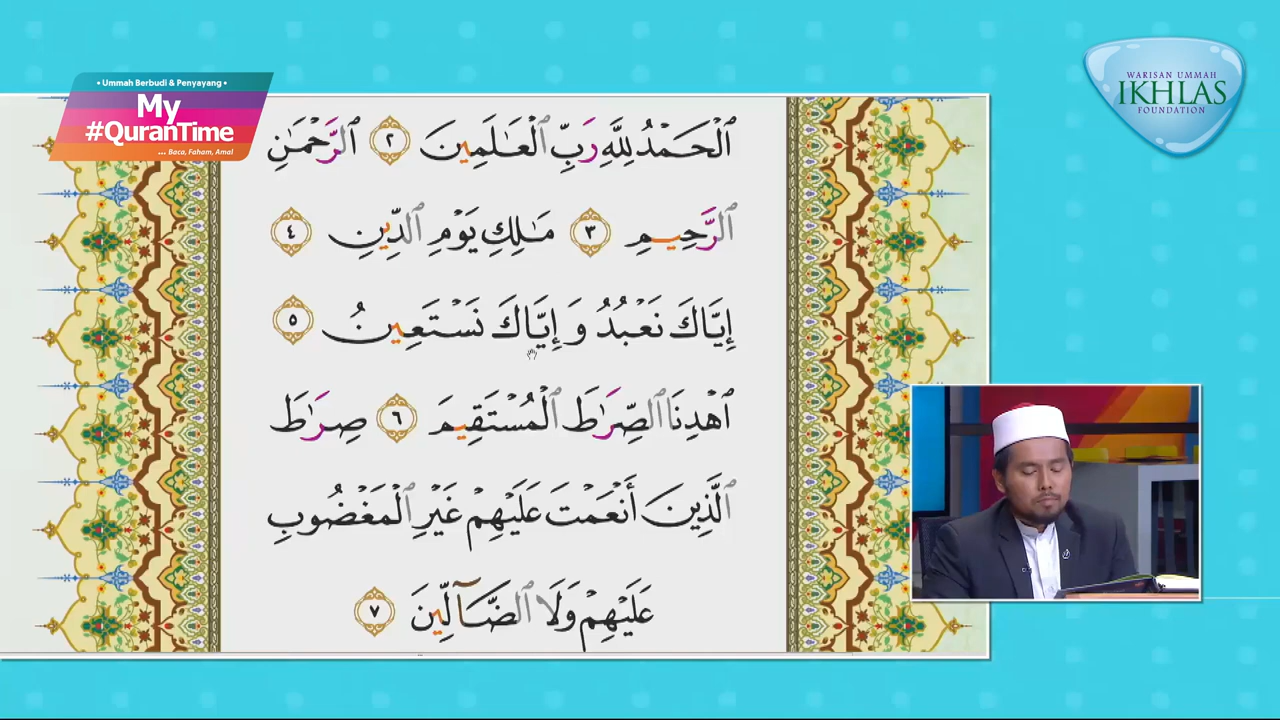 • Ummah Berbudi & Penyayang •
My
#QuranTime
... Baca, Faham, Amal
WARISAN UMMAH
IKHLAS
FOUNDATION
ٱلْحَمْدُ لِلَّهِ رَبِّ ٱلْعَـٰلَمِينَ ٢ ٱلرَّحْمَـٰنِ
ٱلرَّحِيمِ ٣ مَـٰلِكِ يَوْمِ ٱلدِّينِ ٤
إِيَّاكَ نَعْبُدُ وَإِيَّاكَ نَسْتَعِينُ ٥
ٱهْدِنَا ٱلصِّرَٰطَ ٱلْمُسْتَقِيمَ ٦ صِرَٰطَ
ٱلَّذِينَ أَنْعَمْتَ عَلَيْهِمْ غَيْرِ ٱلْمَغْضُوبِ
عَلَيْهِمْ وَلَا ٱلضَّآلِّينَ ٧